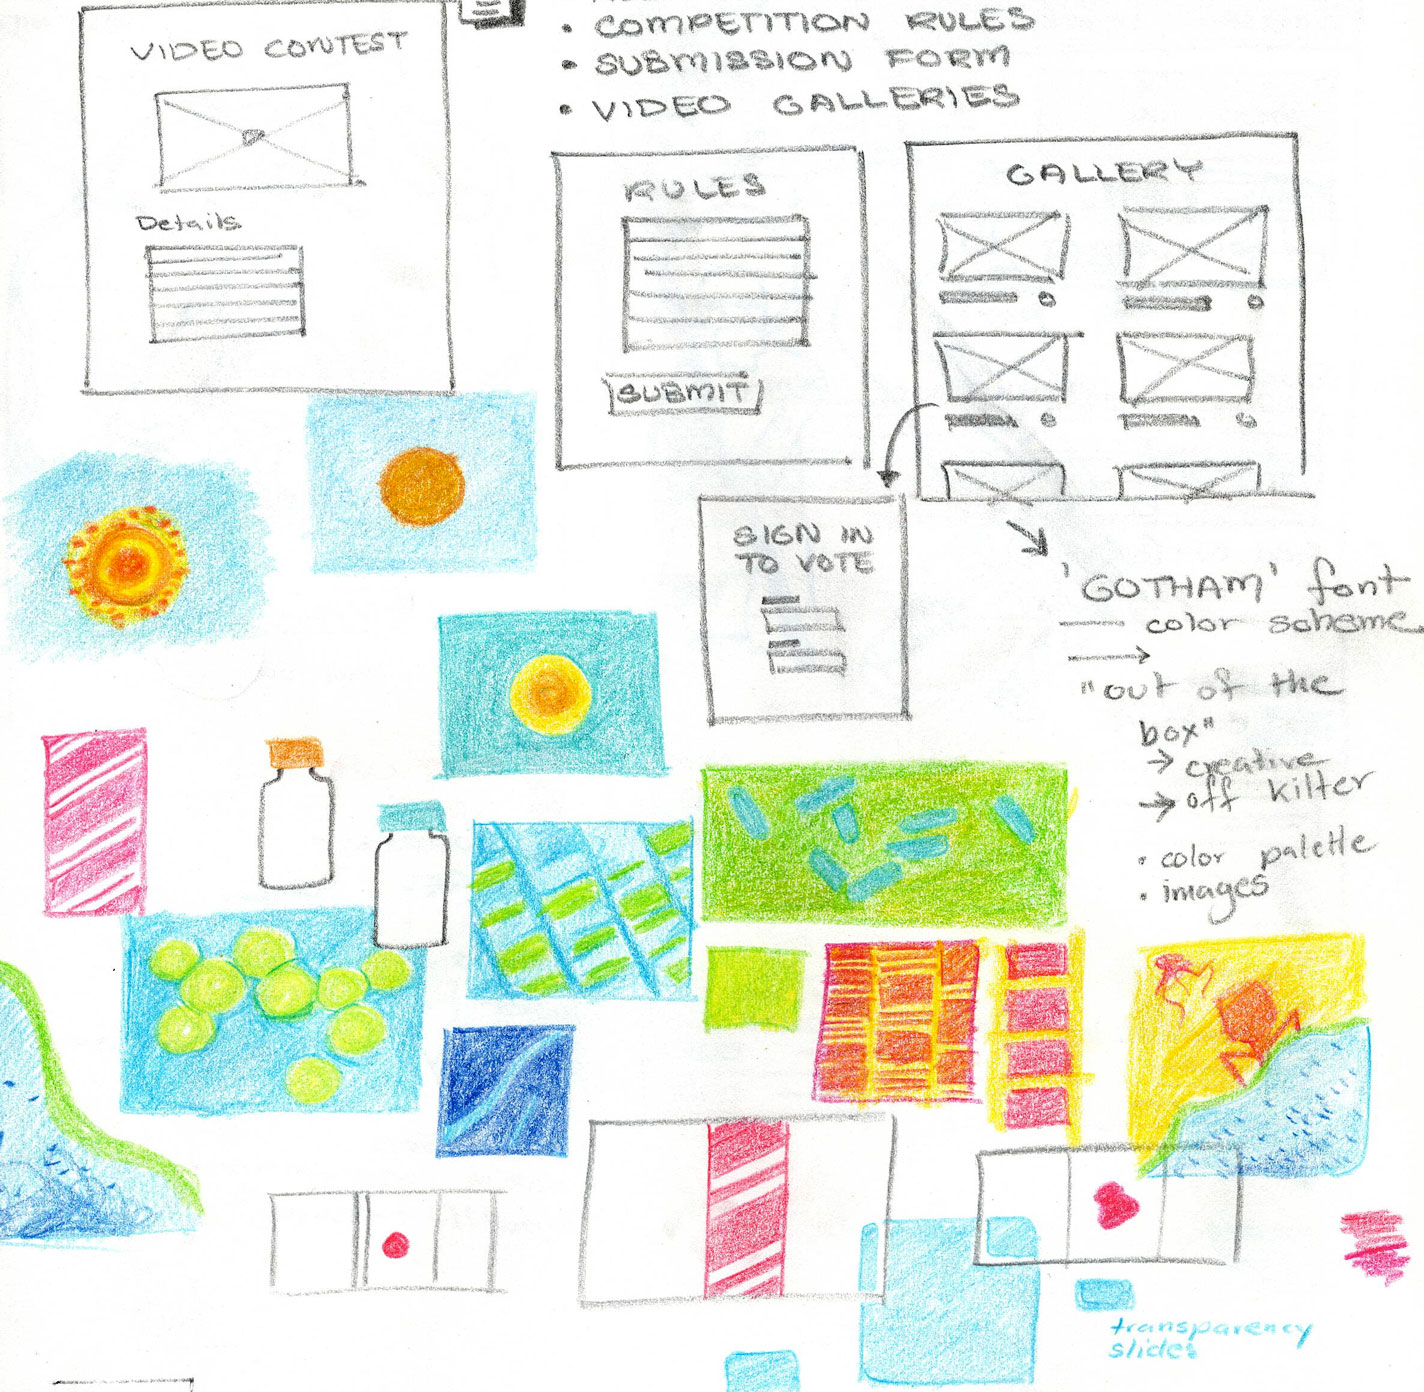 • COMPETITION RULES
• SUBMISSION FORM
• VIDEO GALLERIES
VIDEO CONTEST
Details
RULES
SUBMIT
GALLERY
SIGN IN
TO VOTE
'GOTHAM' font
— color scheme
→
"out of the
box"
→ creative
→ off kilter
• color palette
• images
transparency
slides